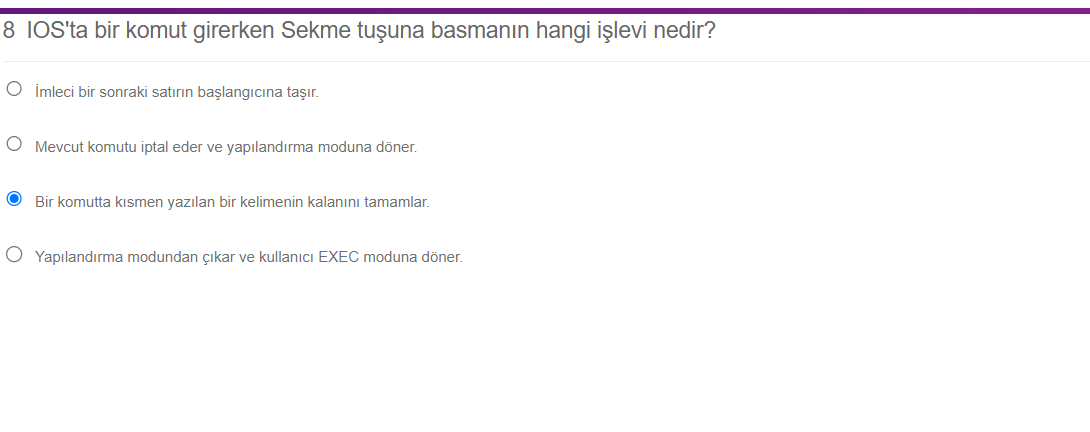 8 IOS'ta bir komut girerken Sekme tuşuna basmanın hangi işlevi nedir?
İmleci bir sonraki satırın başlangıcına taşır.
Mevcut komutu iptal eder ve yapılandırma moduna döner.
Bir komutta kısmen yazılan bir kelimenin kalanını tamamlar.
Yapılandırma modundan çıkar ve kullanıcı EXEC moduna döner.